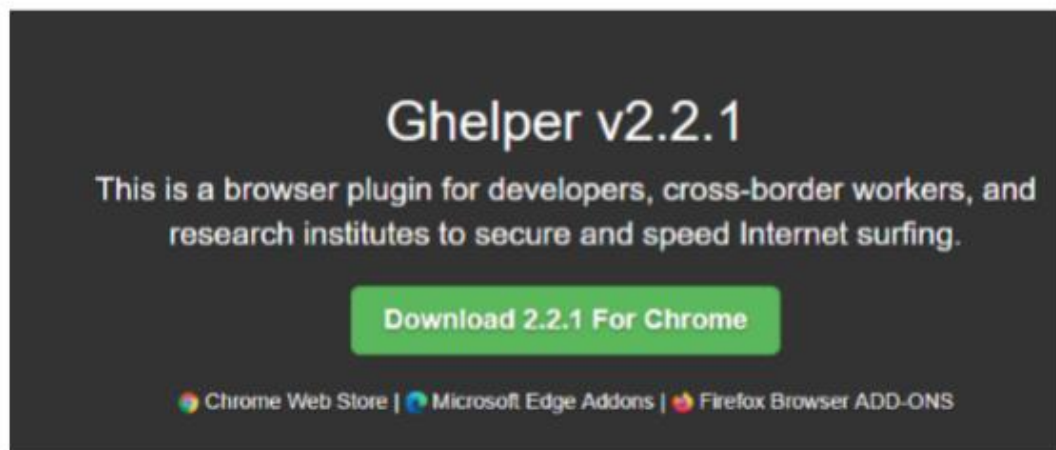 Ghelper v2.2.1
This is a browser plugin for developers, cross-border workers, and
research institutes to secure and speed Internet surfing.
Download 2.2.1 For Chrome
Chrome Web Store | Microsoft Edge Addons | Firefox Browser ADD-ONS